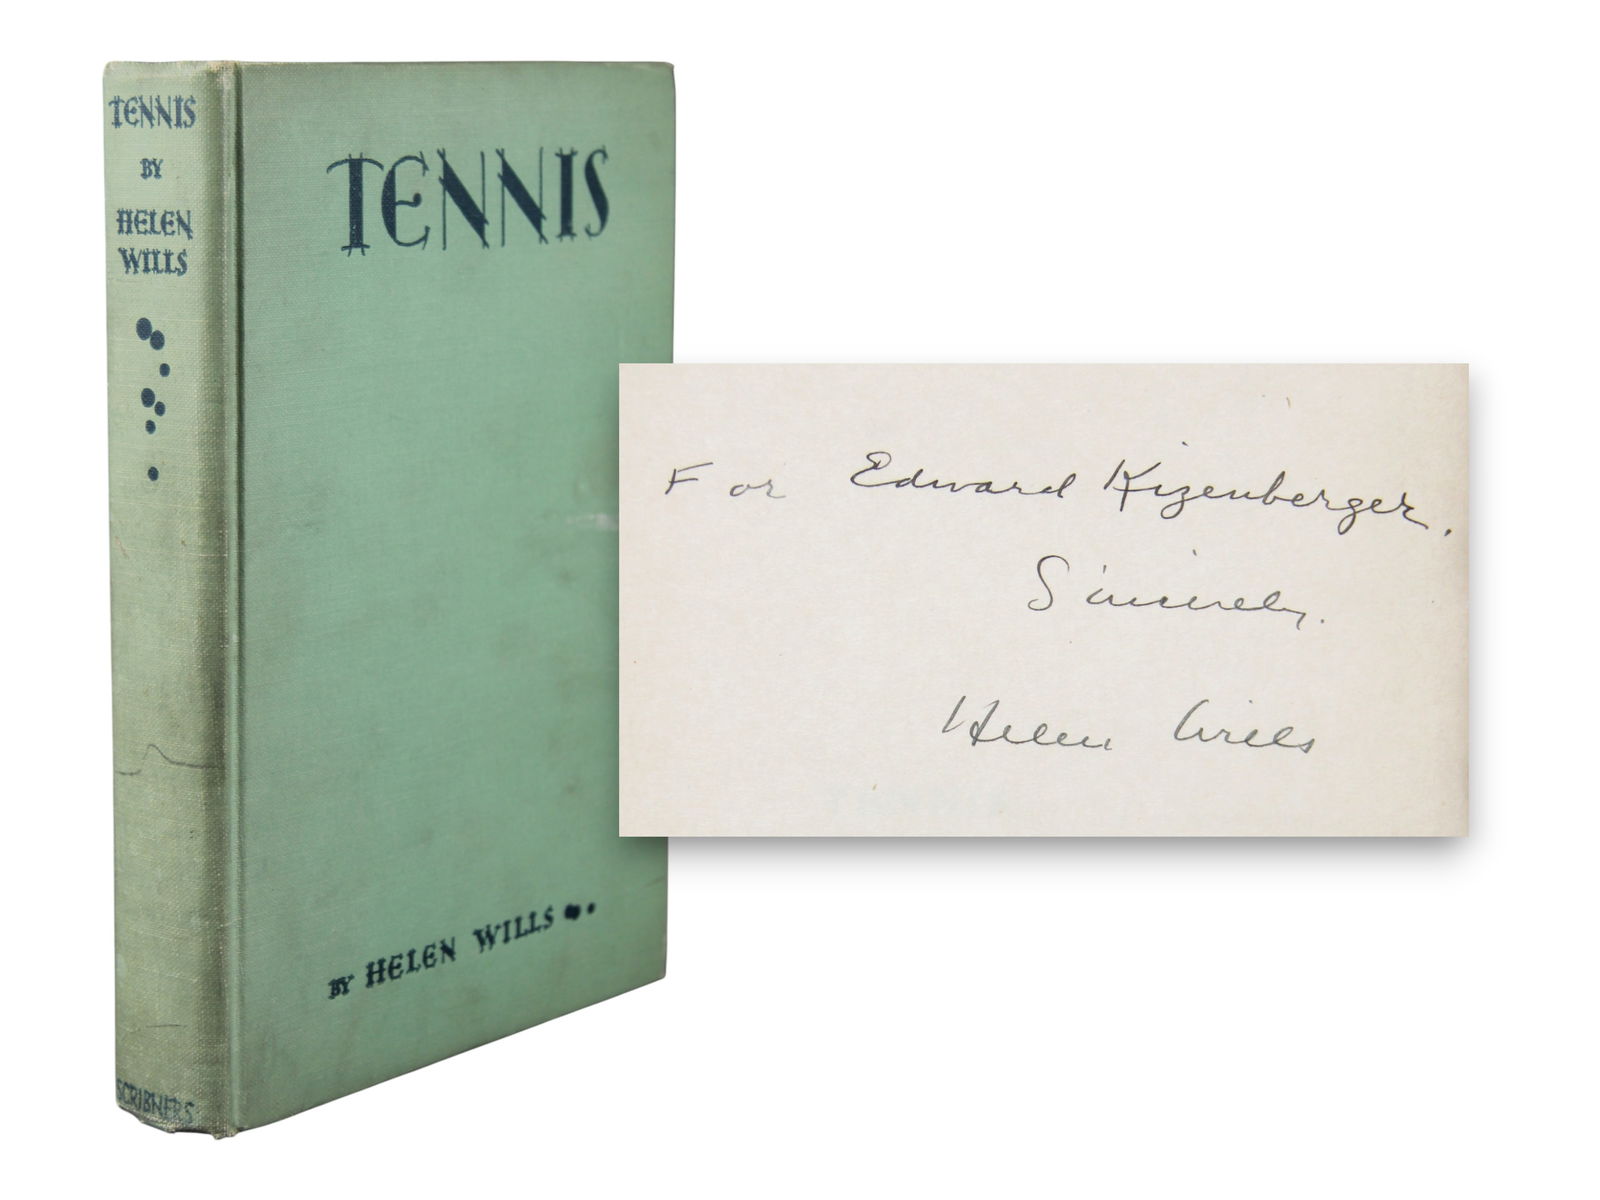 TENNIS
BY
HELEN
WILLS
SCRIBNERS
TENNIS
BY HELEN WILLS
For Edward Kizenberger.
Sincerely.
Helen Wills